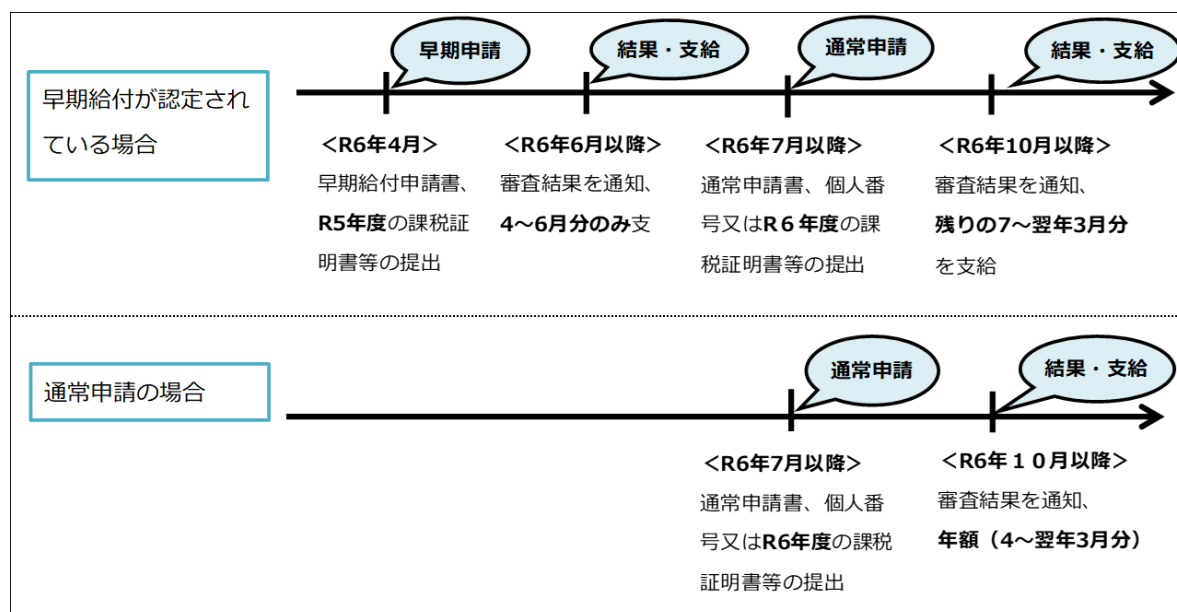 早期申請
結果・支給
通常申請
結果・支給
早期給付が認定され
ている場合
<R6年4月>
早期給付申請書、
R5年度の課税証
明書等の提出
<R6年6月以降>
審査結果を通知、
4～6月分のみ支
<R6年7月以降>
通常申請書、個人番
号又はR６年度の課
税証明書等の提出
<R6年10月以降>
審査結果を通知、
残りの7～翌年3月分
を支給
通常申請
結果・支給
通常申請の場合
<R6年7月以降>
通常申請書、個人番
号又はR6年度の課税
証明書等の提出
<R6年１０月以降>
審査結果を通知、
年額（4～翌年3月分）